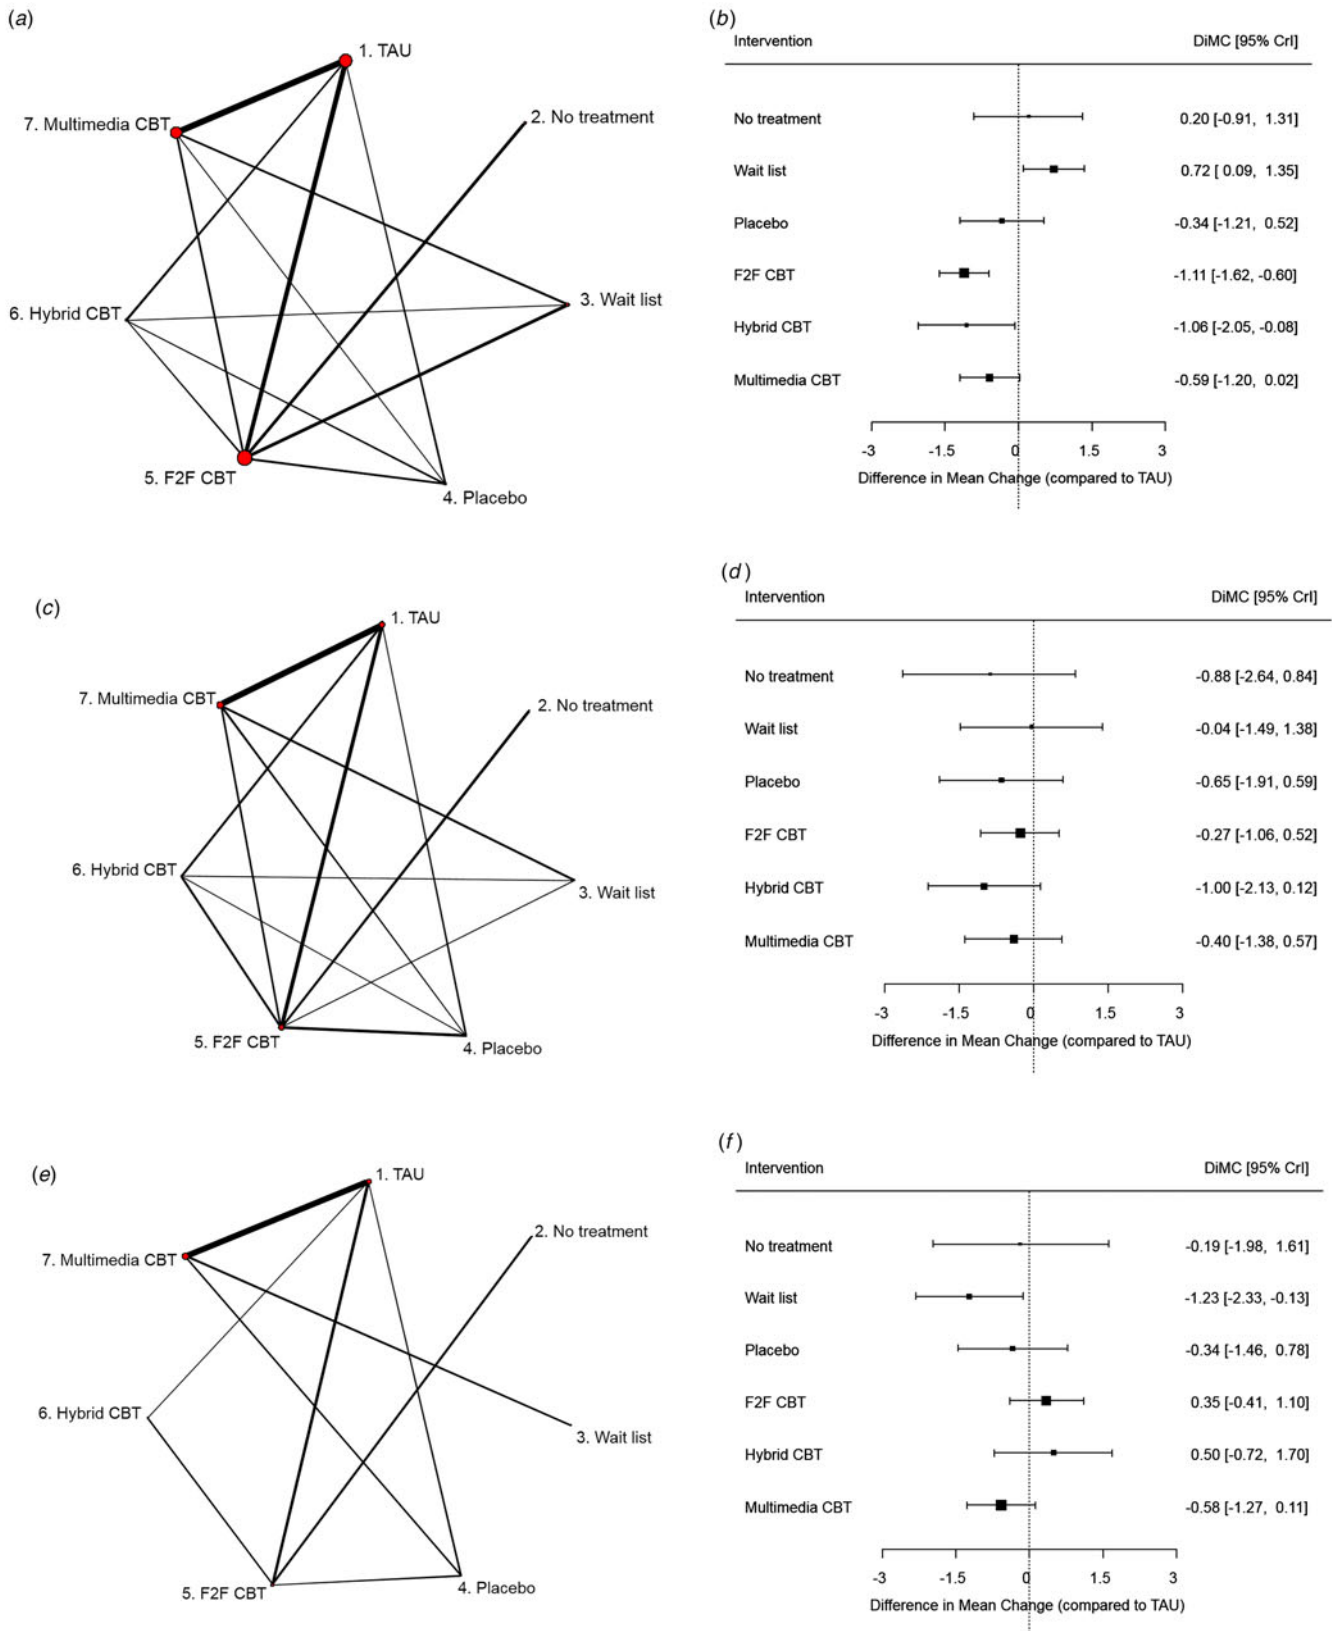 (a)
1. TAU
2. No treatment
7. Multimedia CBT
3. Wait list
6. Hybrid CBT
5. F2F CBT
4. Placebo
(b)
Intervention DiMC [95% CrI]
No treatment 0.20 [-0.91, 1.31]
Wait list 0.72 [ 0.09, 1.35]
Placebo -0.34 [-1.21, 0.52]
F2F CBT -1.11 [-1.62, -0.60]
Hybrid CBT -1.06 [-2.05, -0.08]
Multimedia CBT -0.59 [-1.20, 0.02]
-3 -1.5 0 1.5 3
Difference in Mean Change (compared to TAU)
(c)
1. TAU
7. Multimedia CBT
2. No treatment
6. Hybrid CBT
3. Wait list
5. F2F CBT
4. Placebo
(d)
Intervention DiMC [95% CrI]
No treatment -0.88 [-2.64, 0.84]
Wait list -0.04 [-1.49, 1.38]
Placebo -0.65 [-1.91, 0.59]
F2F CBT -0.27 [-1.06, 0.52]
Hybrid CBT -1.00 [-2.13, 0.12]
Multimedia CBT -0.40 [-1.38, 0.57]
-3 -1.5 0 1.5 3
Difference in Mean Change (compared to TAU)
(e)
1. TAU
2. No treatment
7. Multimedia CBT
6. Hybrid CBT
3. Wait list
5. F2F CBT
4. Placebo
(f)
Intervention DiMC [95% CrI]
No treatment -0.19 [-1.98, 1.61]
Wait list -1.23 [-2.33, -0.13]
Placebo -0.34 [-1.46, 0.78]
F2F CBT 0.35 [-0.41, 1.10]
Hybrid CBT 0.50 [-0.72, 1.70]
Multimedia CBT -0.58 [-1.27, 0.11]
-3 -1.5 0 1.5 3
Difference in Mean Change (compared to TAU)